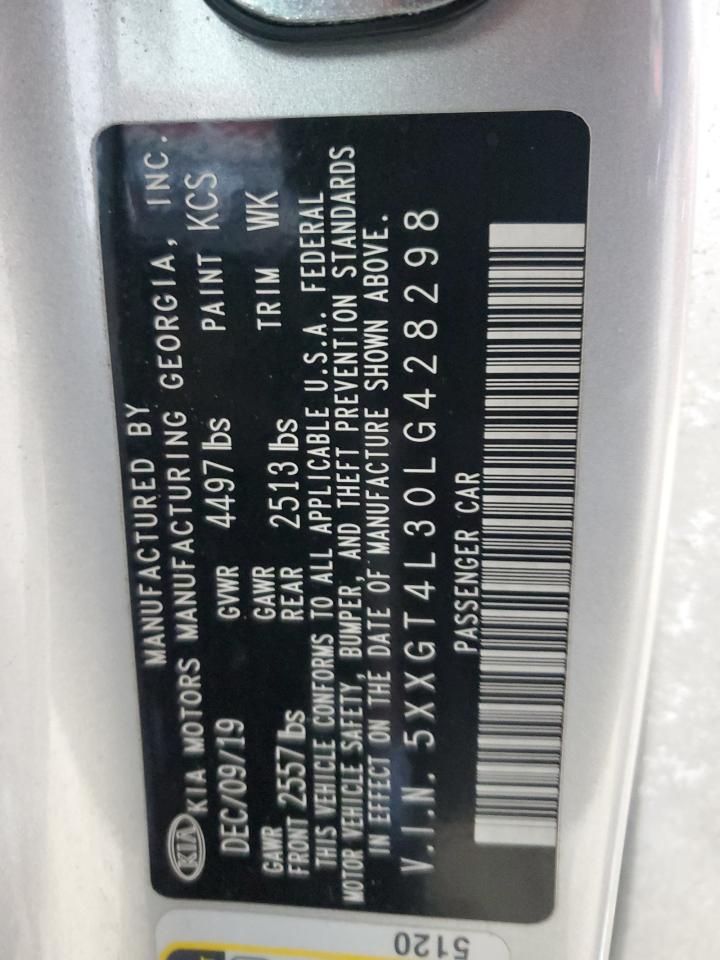 MANUFACTURED BY
KIA KIA MOTORS MANUFACTURING GEORGIA, INC.
DEC/09/19 GVWR 4497 lbs PAINT KCS
GAWR FRONT 2557 lbs GAWR REAR 2513 lbs TRIM WK
THIS VEHICLE CONFORMS TO ALL APPLICABLE U.S.A. FEDERAL
MOTOR VEHICLE SAFETY, BUMPER, AND THEFT PREVENTION STANDARDS
IN EFFECT ON THE DATE OF MANUFACTURE SHOWN ABOVE.
V.I.N. 5XXGT4L30LG428298
PASSENGER CAR
5120